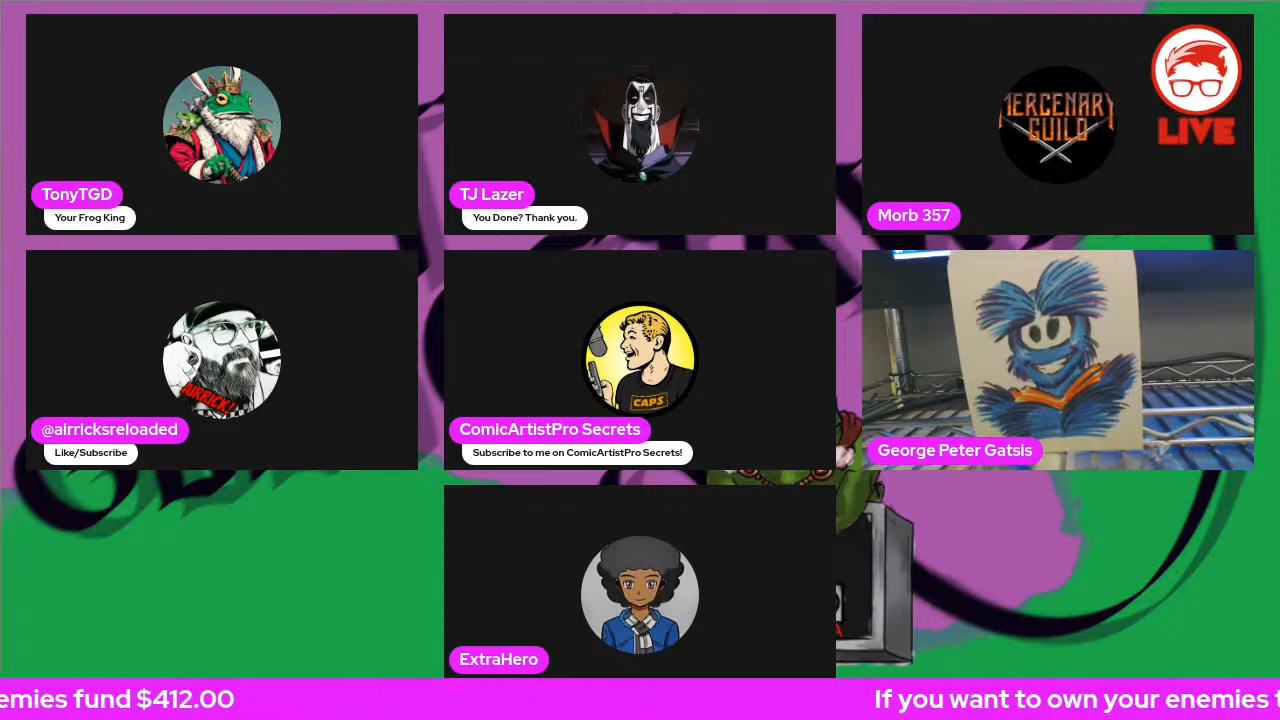 TonyTGD
Your Frog King
TJ Lazer
You Done? Thank you.
MERCENARY
GUILD
LIVE
Morb 357
AIRRICK!
@airricksreloaded
Like/Subscribe
CAPS
ComicArtistPro Secrets
Subscribe to me on ComicArtistPro Secrets!
George Peter Gatsis
ExtraHero
emies fund $412.00
If you want to own your enemies t